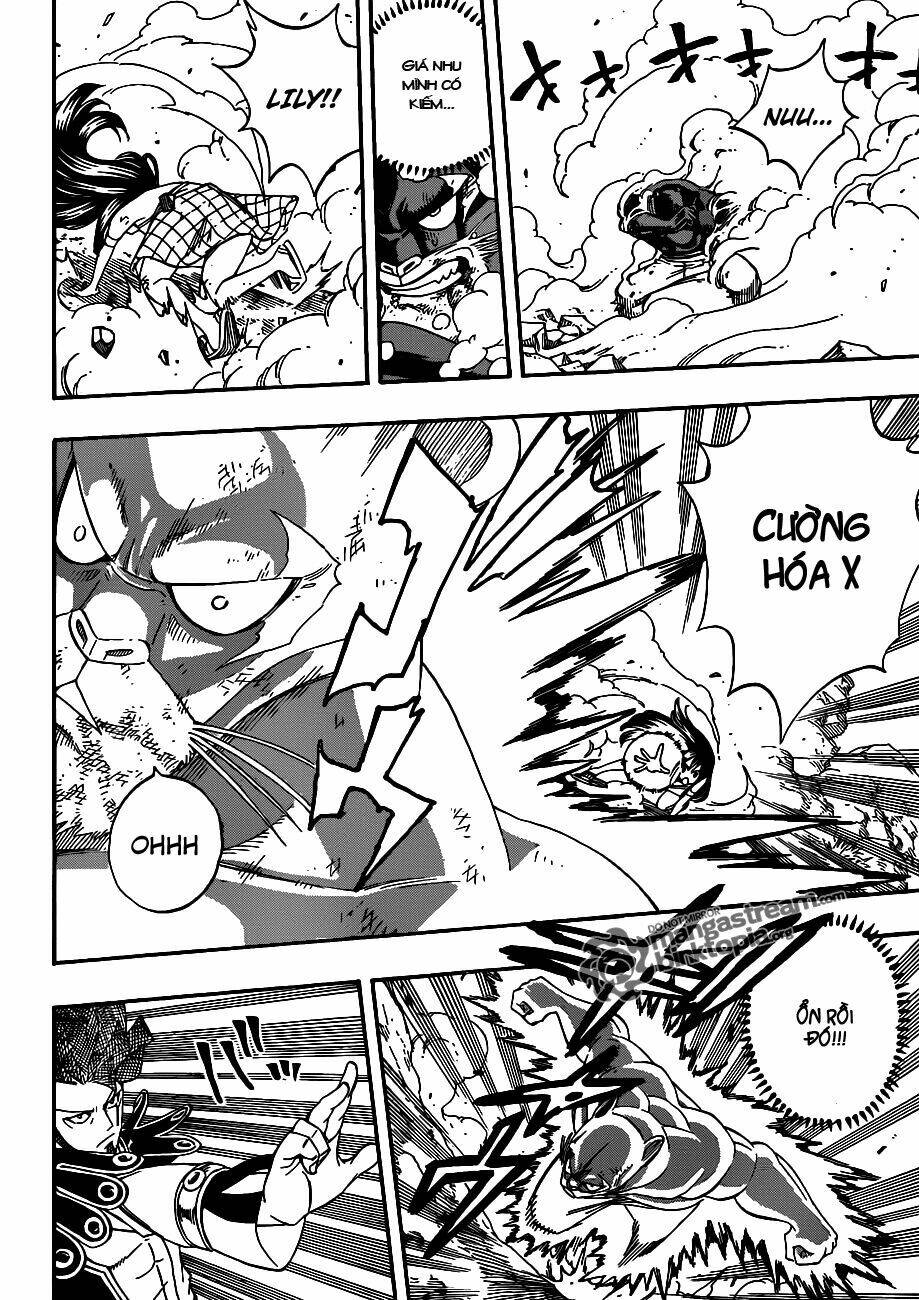 NUU...
GIÁ NHU
MÌNH CÓ
KIẾM...
LILY!!
CƯỜNG
HÓA X
OHHH
DO NOT MIRROR
mangastream.com
binktopia.org
ỔN RỒI
ĐÓ!!!